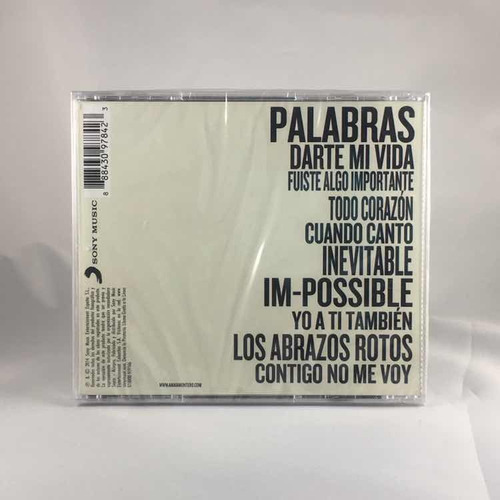 PALABRAS
DARTE MI VIDA
FUISTE ALGO IMPORTANTE
TODO CORAZÓN
CUANDO CANTO
INEVITABLE
IM-POSSIBLE
YO A TI TAMBIÉN
LOS ABRAZOS ROTOS
CONTIGO NO ME VOY
8 88430 97842 3
SONY MUSIC